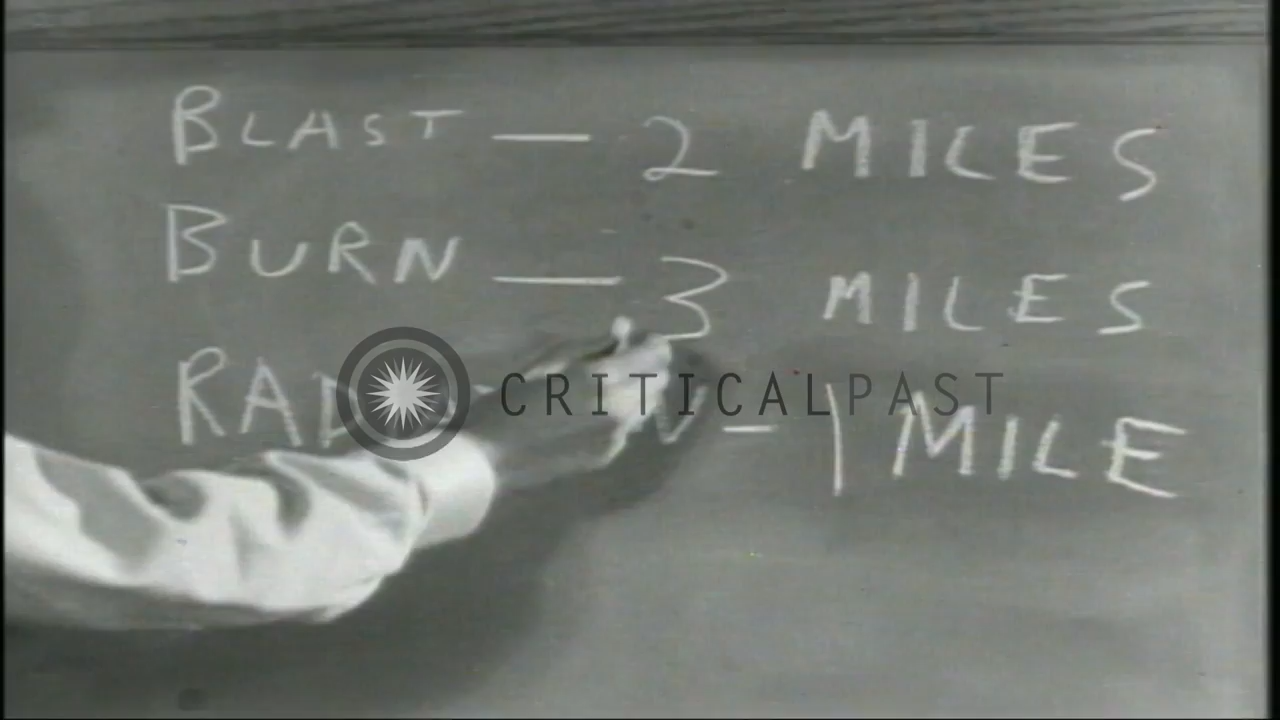 BLAST — 2 MILES
BURN — 3 MILES
CRITICALPAST
- 1 MILE